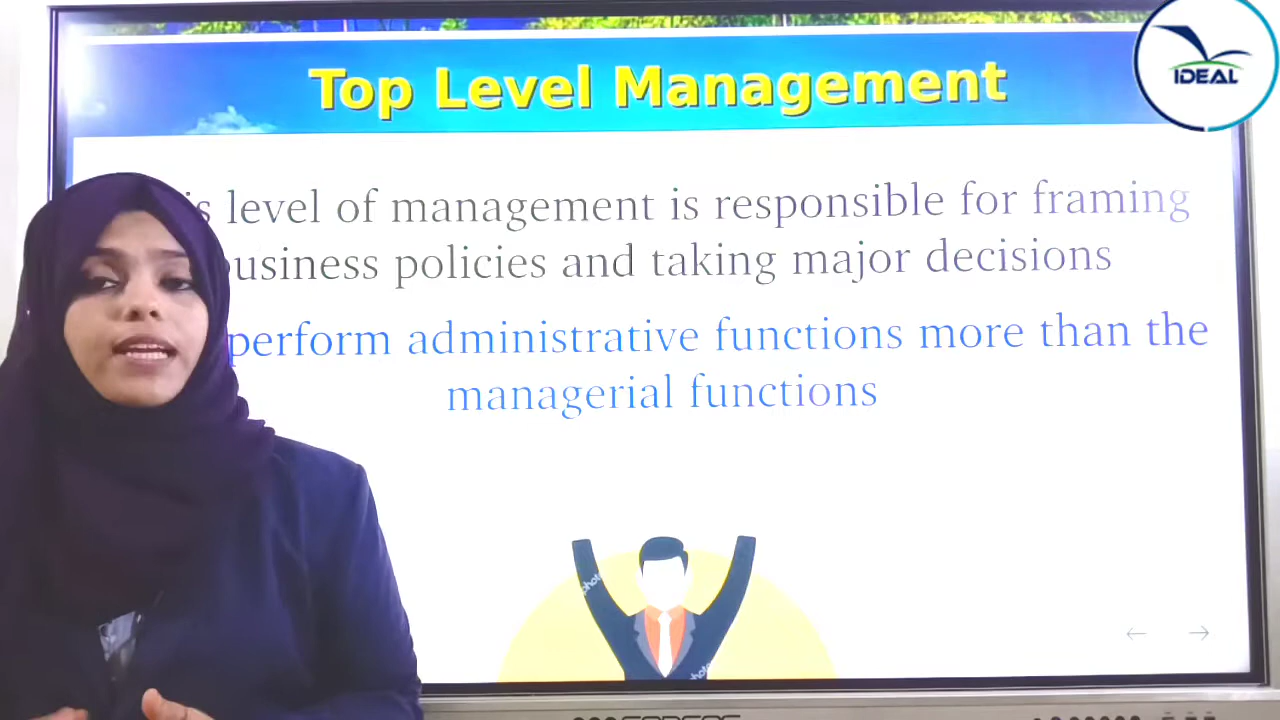 Top Level Management
IDEAL
level of management is responsible for framing
business policies and taking major decisions
perform administrative functions more than the
managerial functions